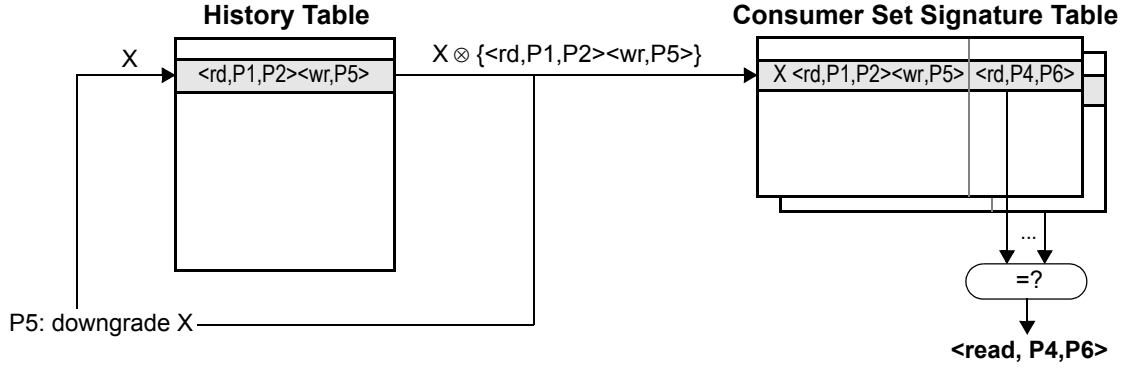 History Table
Consumer Set Signature Table
X
<rd,P1,P2><wr,P5>
X ⊗ {<rd,P1,P2><wr,P5>}
X <rd,P1,P2><wr,P5>
<rd,P4,P6>
...
=?
P5: downgrade X
<read, P4,P6>